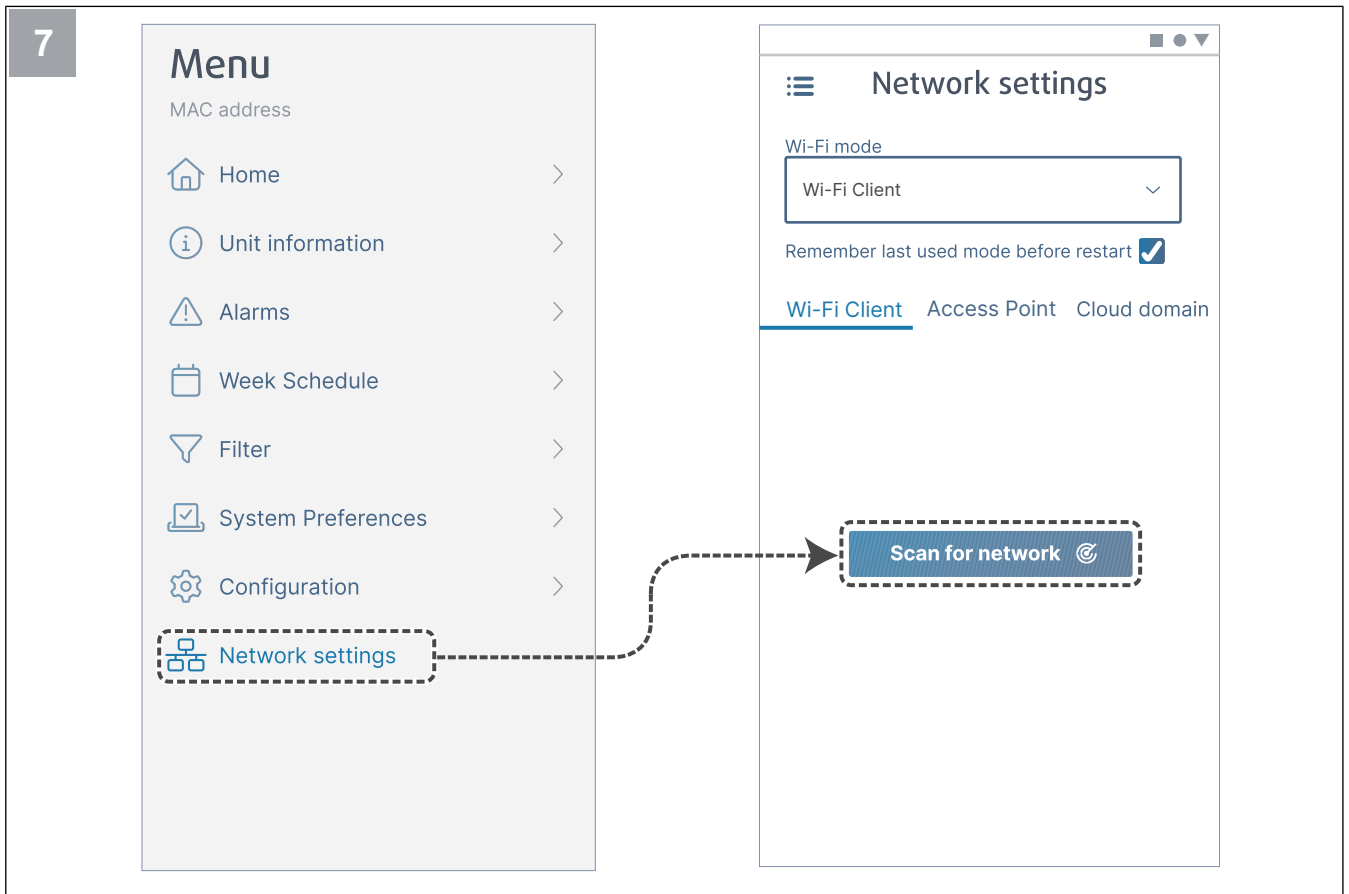 7
Menu
MAC address
Home
Unit information
Alarms
Week Schedule
Filter
System Preferences
Configuration
Network settings
Network settings
Wi-Fi mode
Wi-Fi Client
Remember last used mode before restart
Wi-Fi Client Access Point Cloud domain
Scan for network